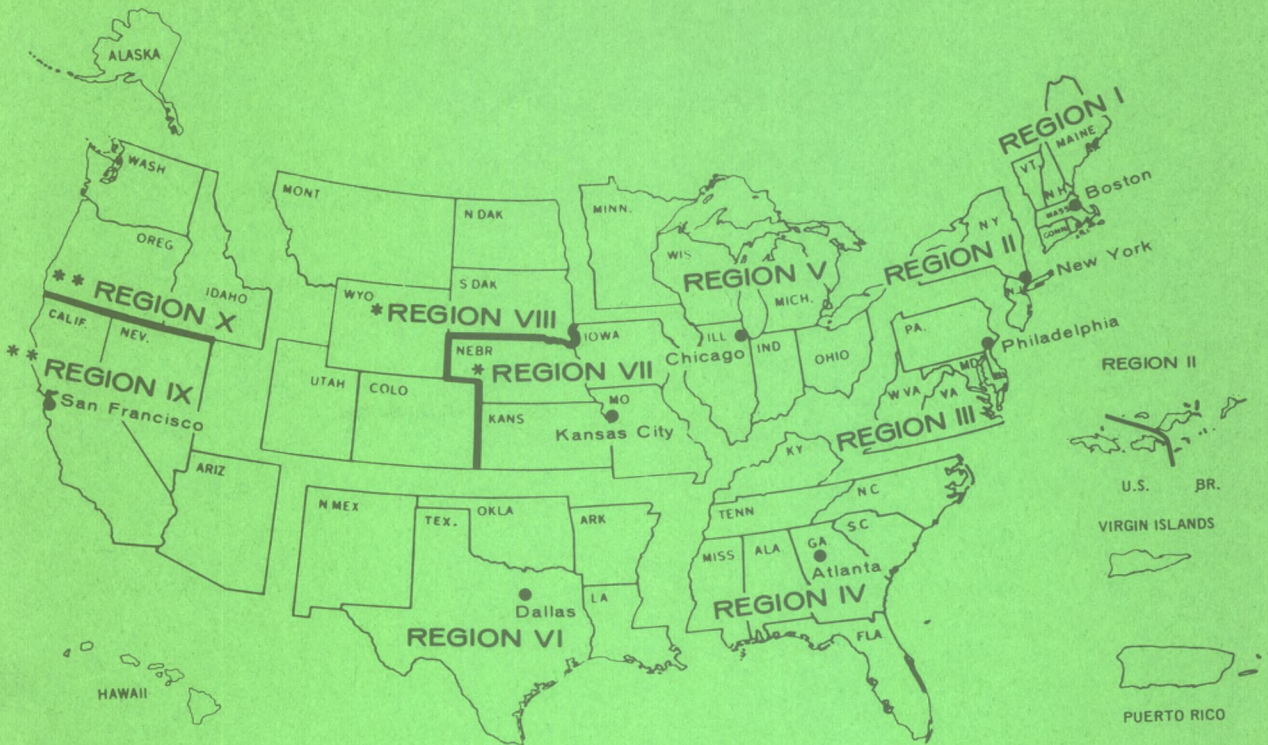 ALASKA
REGION I
MAINE
WASH
VT.
N H
MONT
Boston
N DAK
MINN.
MASS
CONN
N Y
OREG
REGION II
New York
WIS
REGION V
** REGION X
IDAHO
S DAK
WYO
*REGION VIII
MICH.
N.J.
CALIF.
NEV.
PA.
Philadelphia
IOWA
ILL
Chicago
IND
OHIO
NEBR
* REGION VII
MD
REGION II
** REGION IX
San Francisco
UTAH
COLO
W VA
VA
REGION III
MO
Kansas City
KANS
KY
ARIZ
U.S.
BR.
VIRGIN ISLANDS
N MEX
TEX.
OKLA
ARK
TENN
N C
S C
MISS
ALA
GA
Atlanta
REGION IV
LA
Dallas
REGION VI
FLA
HAWAII
PUERTO RICO